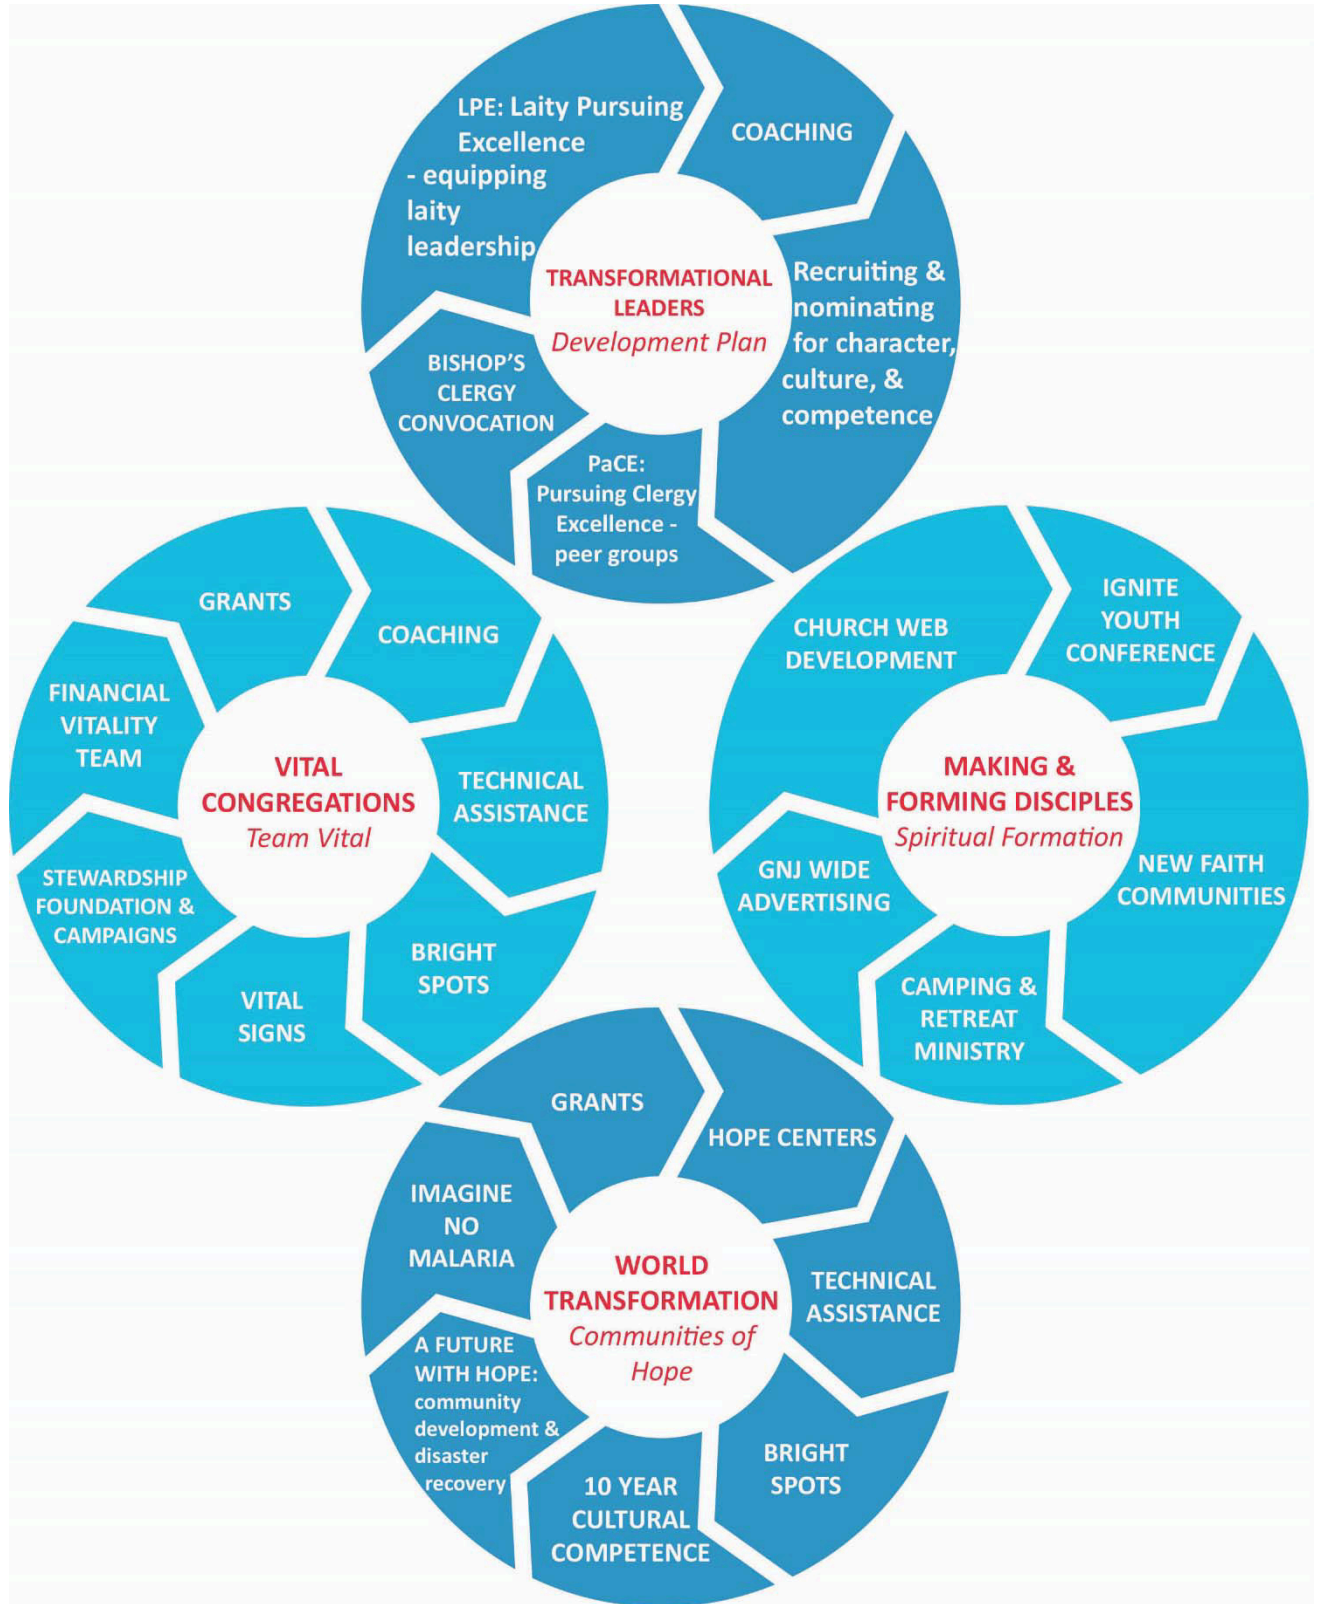 LPE: Laity Pursuing
Excellence
- equipping
laity
leadership
COACHING
Recruiting &
nominating
for character,
culture, &
competence
PaCE:
Pursuing Clergy
Excellence -
peer groups
BISHOP'S
CLERGY
CONVOCATION
TRANSFORMATIONAL
LEADERS
Development Plan
GRANTS
COACHING
TECHNICAL
ASSISTANCE
BRIGHT
SPOTS
VITAL
SIGNS
STEWARDSHIP
FOUNDATION &
CAMPAIGNS
FINANCIAL
VITALITY
TEAM
VITAL
CONGREGATIONS
Team Vital
CHURCH WEB
DEVELOPMENT
IGNITE
YOUTH
CONFERENCE
NEW FAITH
COMMUNITIES
CAMPING &
RETREAT
MINISTRY
GNJ WIDE
ADVERTISING
MAKING &
FORMING DISCIPLES
Spiritual Formation
GRANTS
HOPE CENTERS
TECHNICAL
ASSISTANCE
BRIGHT
SPOTS
10 YEAR
CULTURAL
COMPETENCE
A FUTURE
WITH HOPE:
community
development &
disaster
recovery
IMAGINE
NO
MALARIA
WORLD
TRANSFORMATION
Communities of
Hope